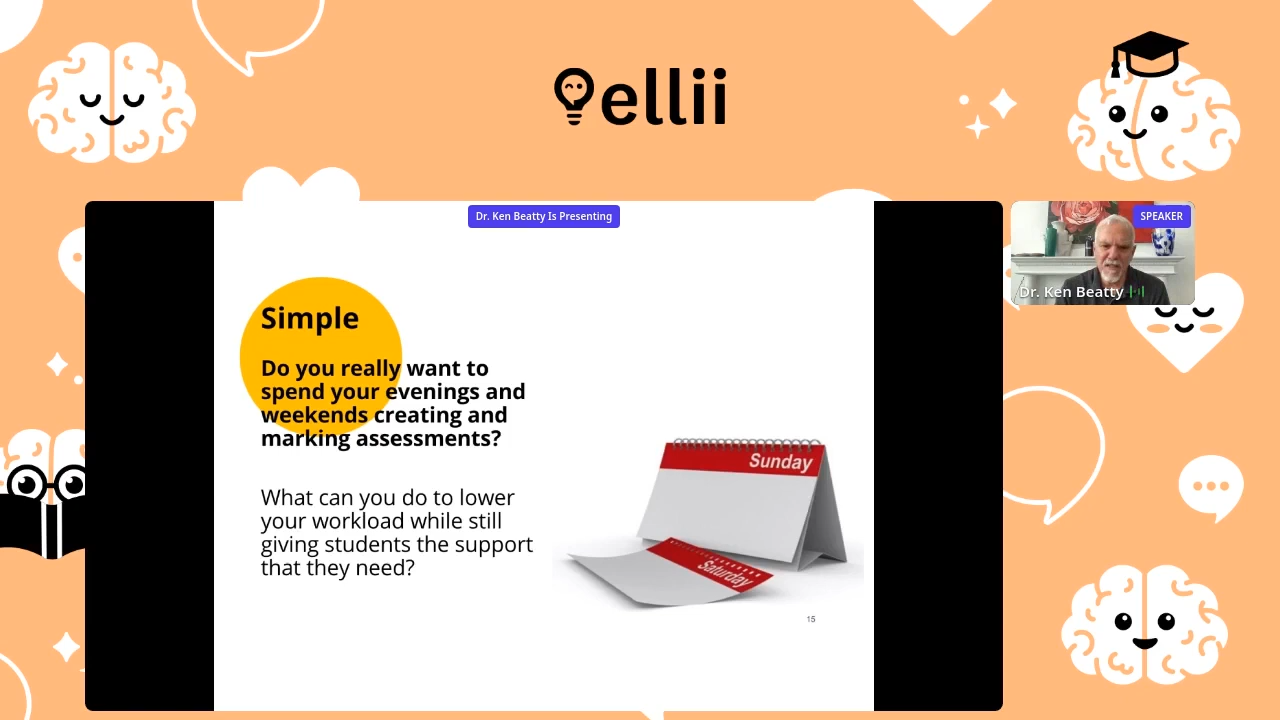 ellii
Dr. Ken Beatty Is Presenting
SPEAKER
Dr. Ken Beatty
Simple
Do you really want to
spend your evenings and
weekends creating and
marking assessments?
What can you do to lower
your workload while still
giving students the support
that they need?
Sunday
Saturday
15